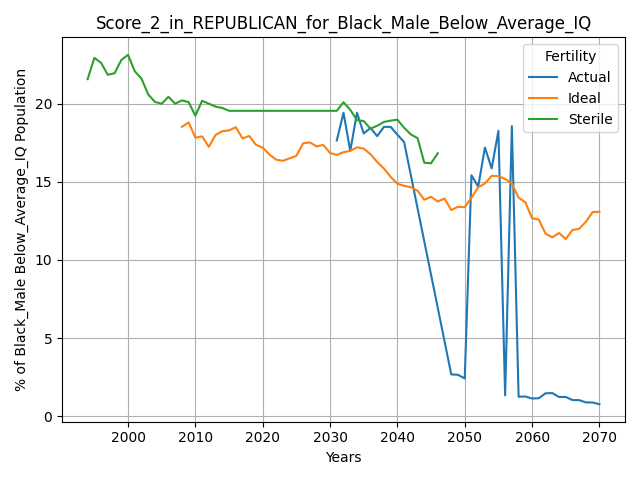 Score_2_in_REPUBLICAN_for_Black_Male_Below_Average_IQ
% of Black_Male Below_Average_IQ Population
20
15
10
5
0
Fertility
Actual
Ideal
Sterile
2000 2010 2020 2030 2040 2050 2060 2070
Years